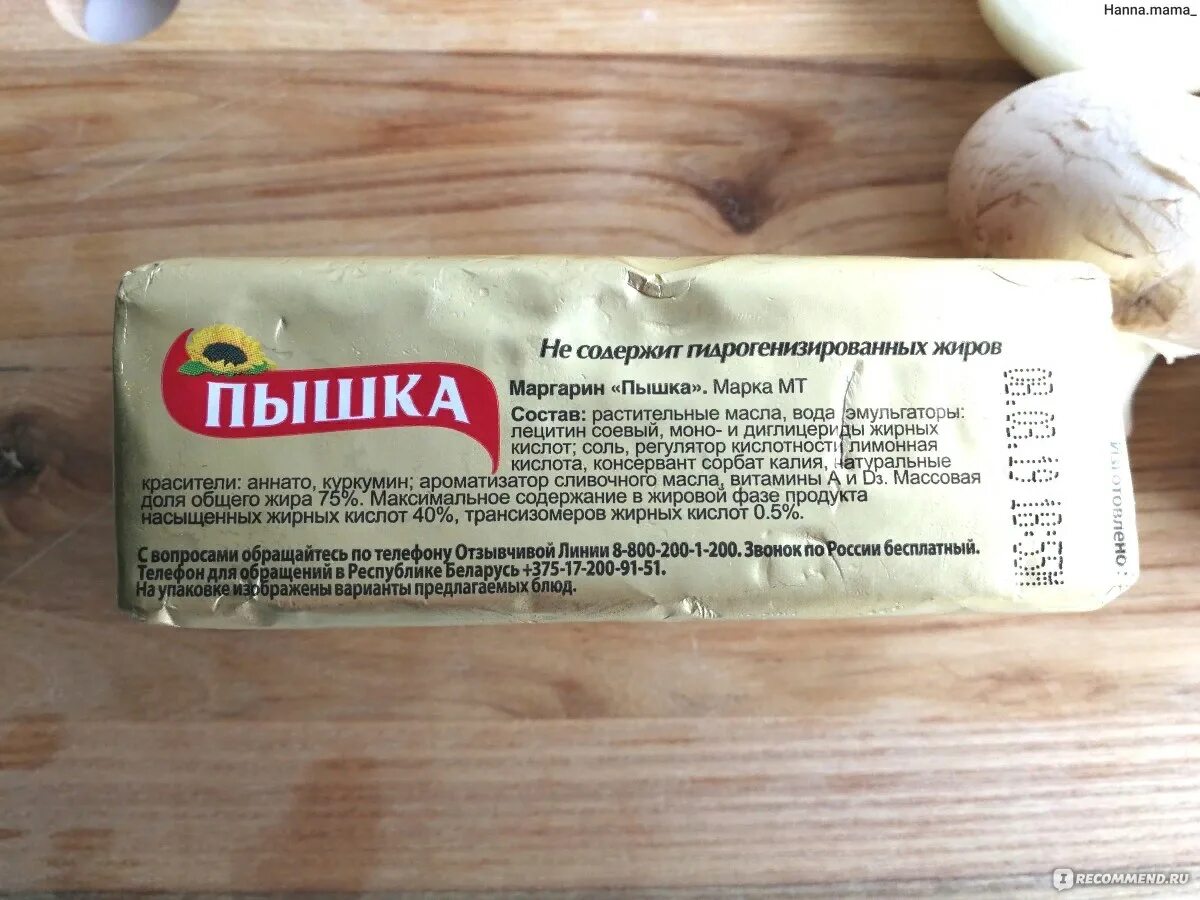 Hanna.mama_
ПЫШКА
Не содержит гидрогенизированных жиров
Маргарин «Пышка». Марка МТ
Состав: растительные масла, вода эмульгаторы:
лецитин соевый, моно- и диглицериды жирных
кислот; соль, регулятор кислотности лимонная
кислота, консервант сорбат калия, натуральные
красители: аннато, куркумин; ароматизатор сливочного масла, витамины А и D₃. Массовая
доля общего жира 75%. Максимальное содержание в жировой фазе продукта
насыщенных жирных кислот 40%, трансизомеров жирных кислот 0.5%.
С вопросами обращайтесь по телефону Отзывчивой Линии 8-800-200-1-200. Звонок по России бесплатный.
Телефон для обращений в Республике Беларусь +375-17-200-91-51.
На упаковке изображены варианты предлагаемых блюд.
Изготовлено:
IRECOMMEND.RU